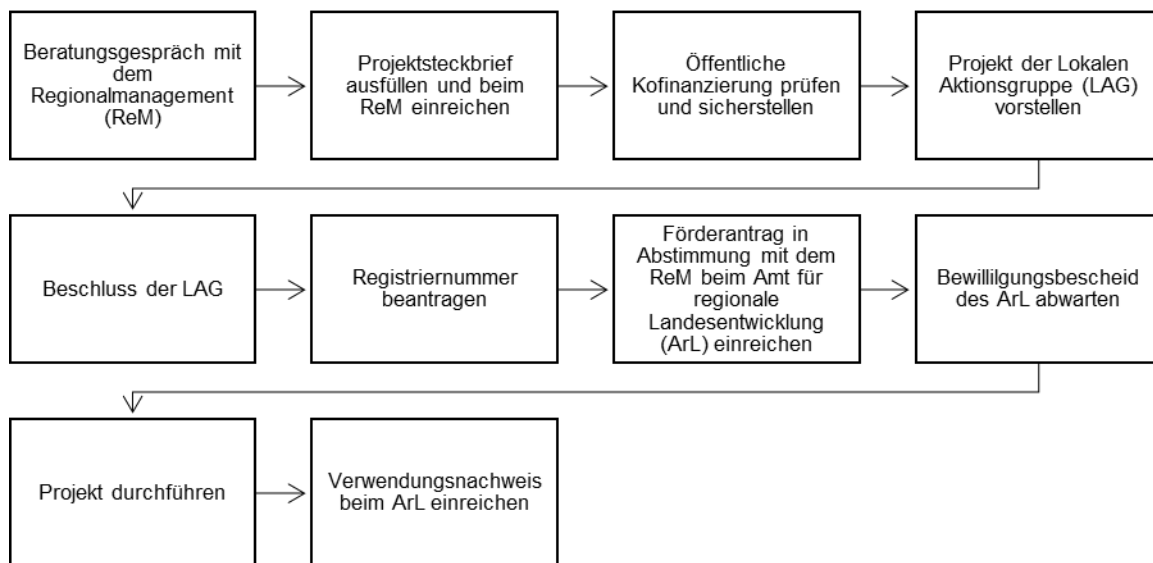 Beratungsgespräch mit
dem
Regionalmanagement
(ReM)
Projektsteckbrief
ausfüllen und beim
ReM einreichen
Öffentliche
Kofinanzierung prüfen
und sicherstellen
Projekt der Lokalen
Aktionsgruppe (LAG)
vorstellen
Beschluss der LAG
Registriernummer
beantragen
Förderantrag in
Abstimmung mit dem
ReM beim Amt für
regionale
Landesentwicklung
(ArL) einreichen
Bewillilgungsbescheid
des ArL abwarten
Projekt durchführen
Verwendungsnachweis
beim ArL einreichen